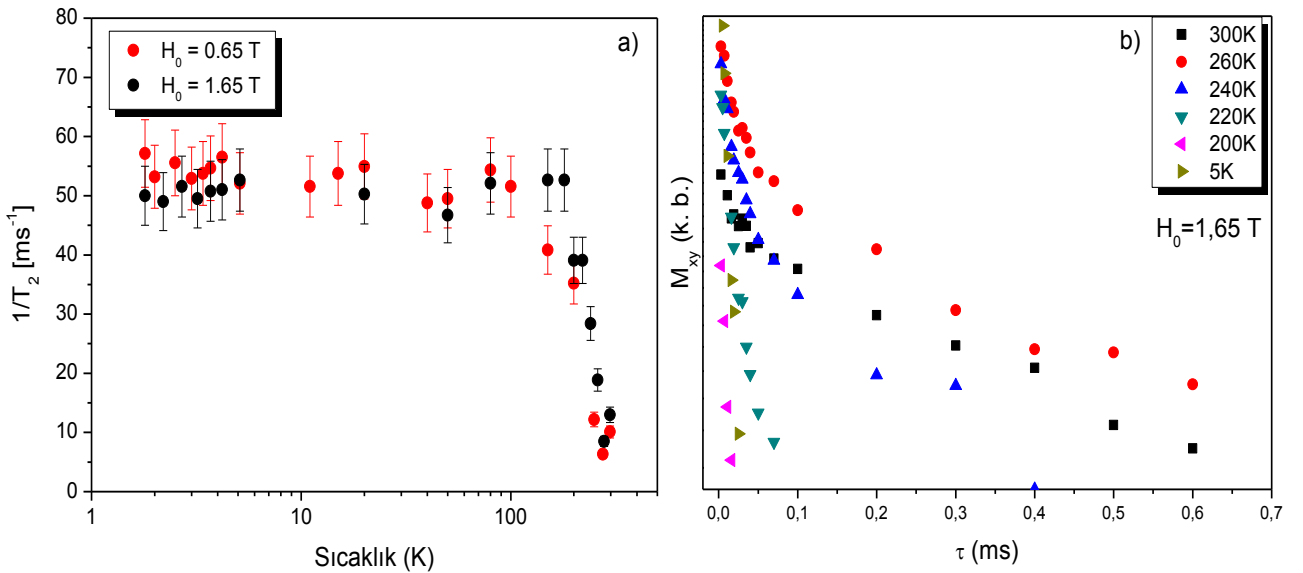 a)
H₀ = 0.65 T
H₀ = 1.65 T
1/T₂ [ms⁻¹]
80
70
60
50
40
30
20
10
0
1
10
100
Sıcaklık (K)
b)
300K
260K
240K
220K
200K
5K
H₀=1,65 T
Mxy (k. b.)
0,0
0,1
0,2
0,3
0,4
0,5
0,6
0,7
τ (ms)